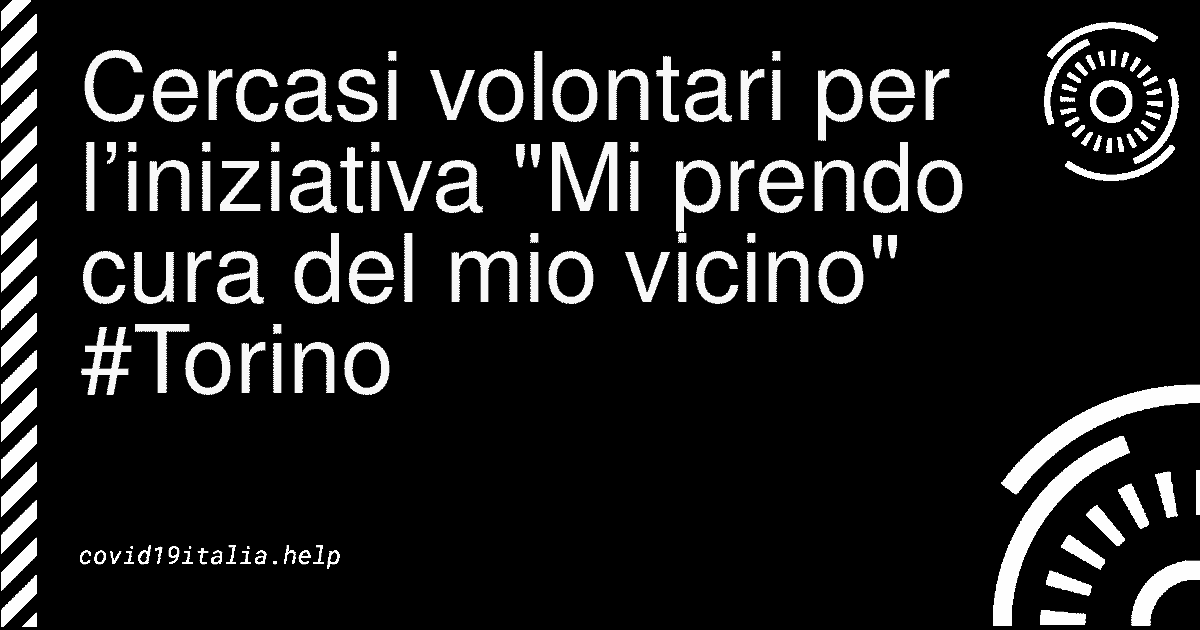 Cercasi volontari per
l’iniziativa "Mi prendo
cura del mio vicino"
#Torino
covid19italia.help